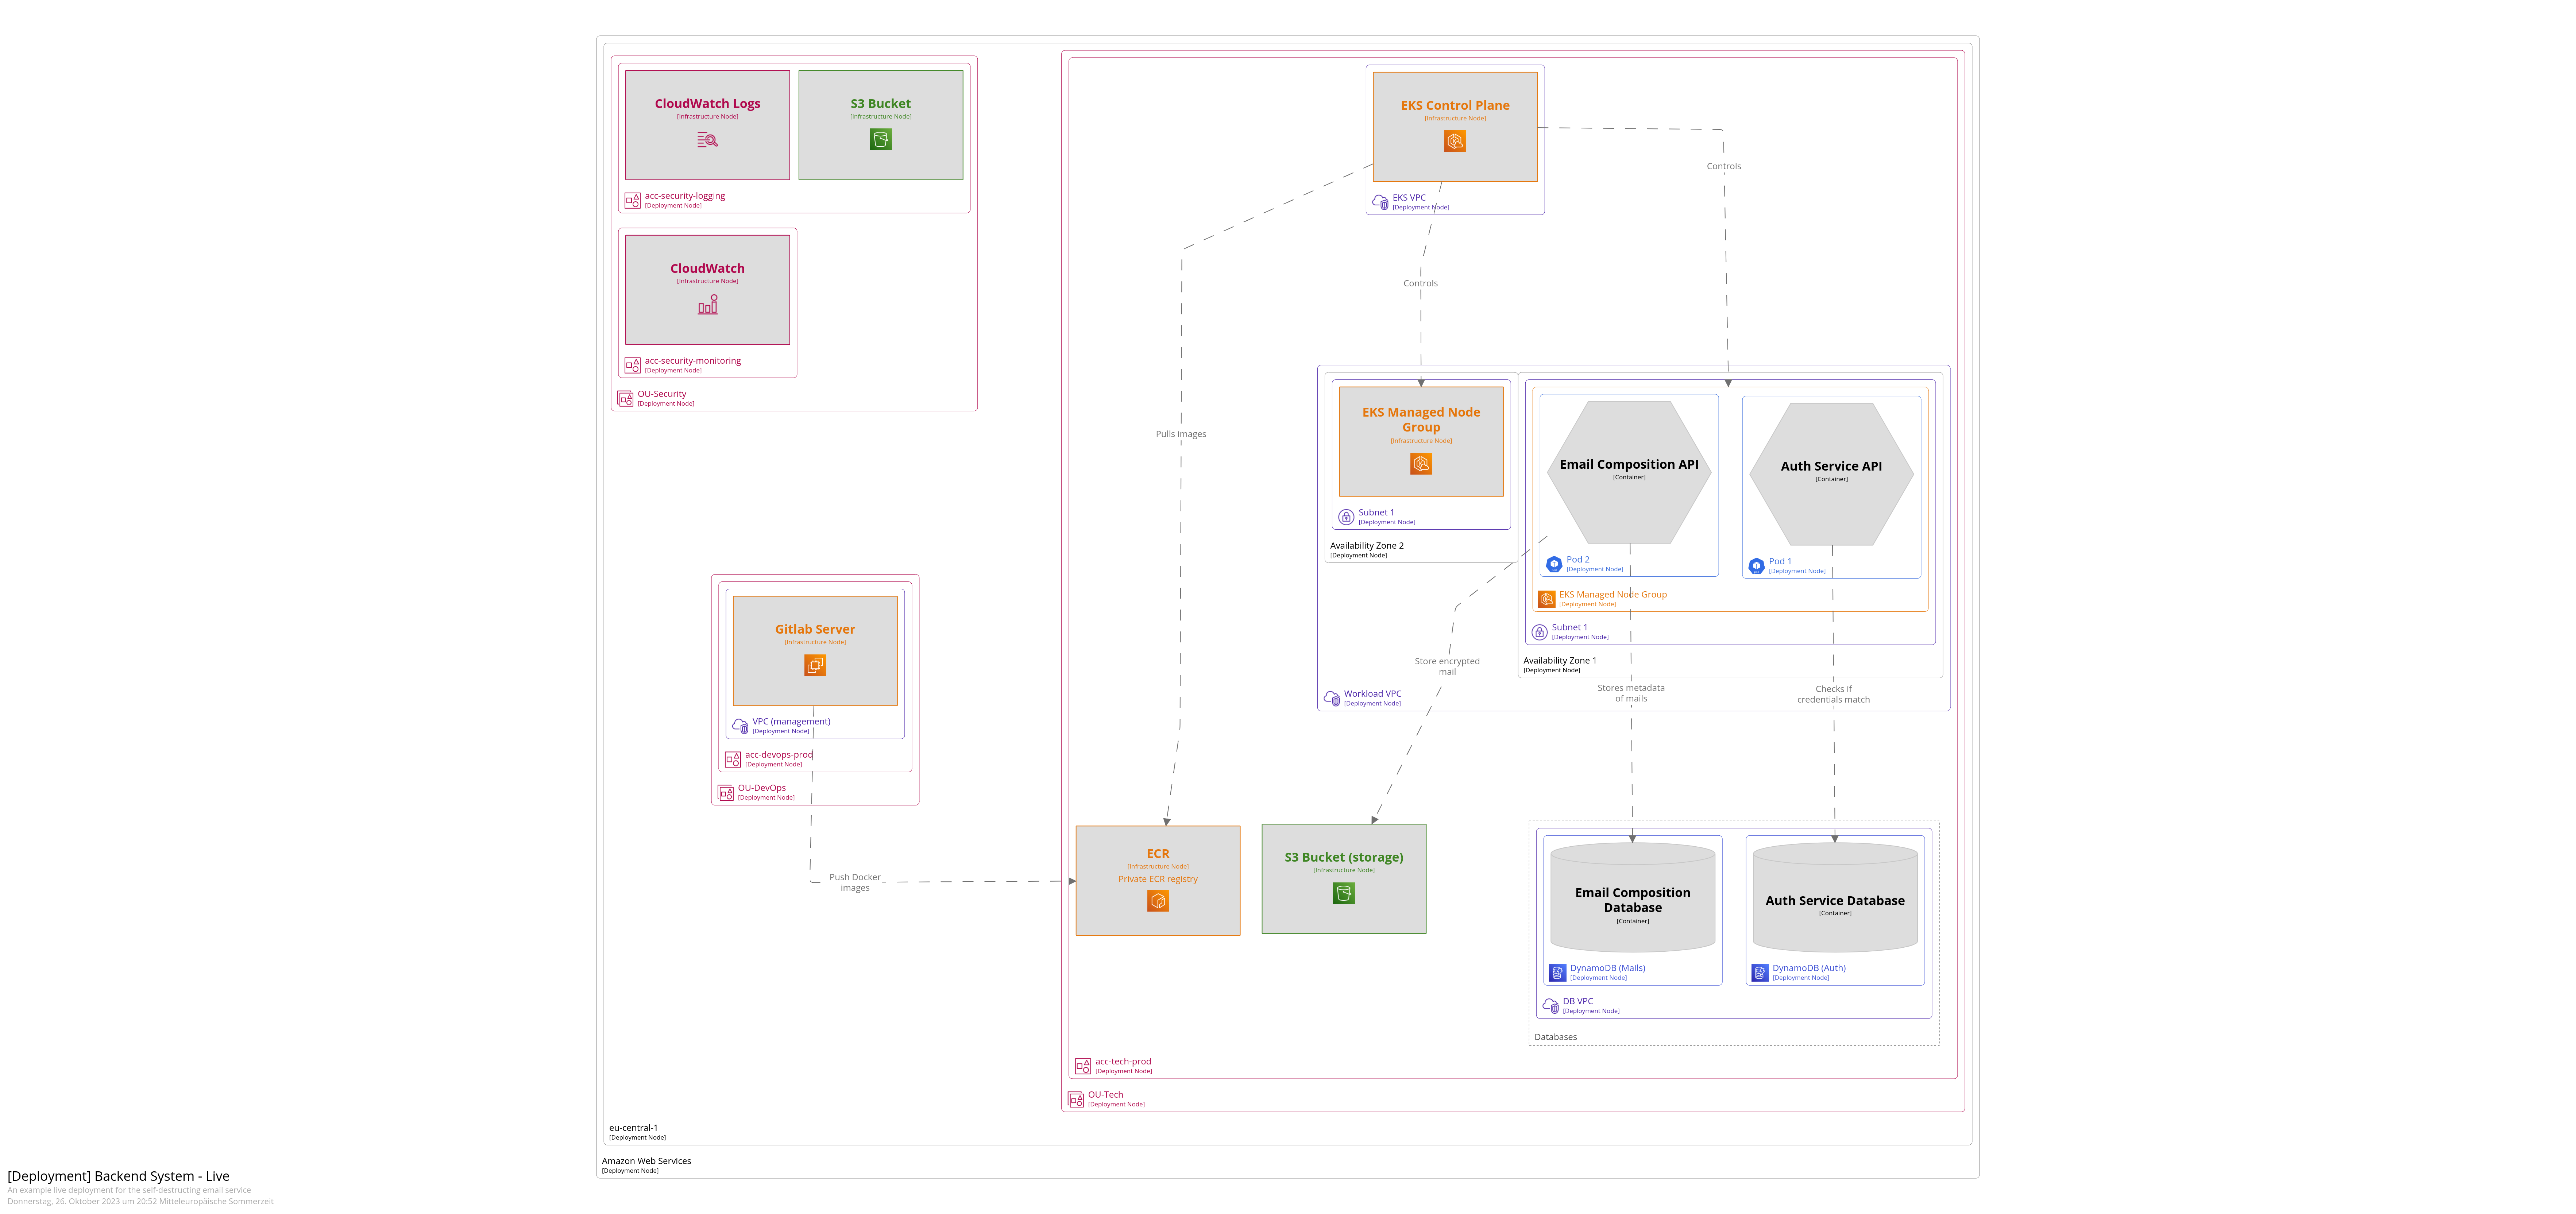 CloudWatch Logs
[Infrastructure Node]
S3 Bucket
[Infrastructure Node]
acc-security-logging
[Deployment Node]
CloudWatch
[Infrastructure Node]
acc-security-monitoring
[Deployment Node]
OU-Security
[Deployment Node]
EKS Control Plane
[Infrastructure Node]
EKS VPC
[Deployment Node]
Controls
Controls
Pulls images
EKS Managed Node
Group
[Infrastructure Node]
Subnet 1
[Deployment Node]
Availability Zone 2
[Deployment Node]
Email Composition API
[Container]
Pod 2
[Deployment Node]
Auth Service API
[Container]
Pod 1
[Deployment Node]
EKS Managed Node Group
[Deployment Node]
Subnet 1
[Deployment Node]
Availability Zone 1
[Deployment Node]
Workload VPC
[Deployment Node]
Store encrypted
mail
Stores metadata
of mails
Checks if
credentials match
Gitlab Server
[Infrastructure Node]
VPC (management)
[Deployment Node]
acc-devops-prod
[Deployment Node]
OU-DevOps
[Deployment Node]
Push Docker
images
ECR
[Infrastructure Node]
Private ECR registry
S3 Bucket (storage)
[Infrastructure Node]
Email Composition
Database
[Container]
DynamoDB (Mails)
[Deployment Node]
Auth Service Database
[Container]
DynamoDB (Auth)
[Deployment Node]
DB VPC
[Deployment Node]
Databases
acc-tech-prod
[Deployment Node]
OU-Tech
[Deployment Node]
eu-central-1
[Deployment Node]
Amazon Web Services
[Deployment Node]
[Deployment] Backend System - Live
An example live deployment for the self-destructing email service
Donnerstag, 26. Oktober 2023 um 20:52 Mitteleuropäische Sommerzeit